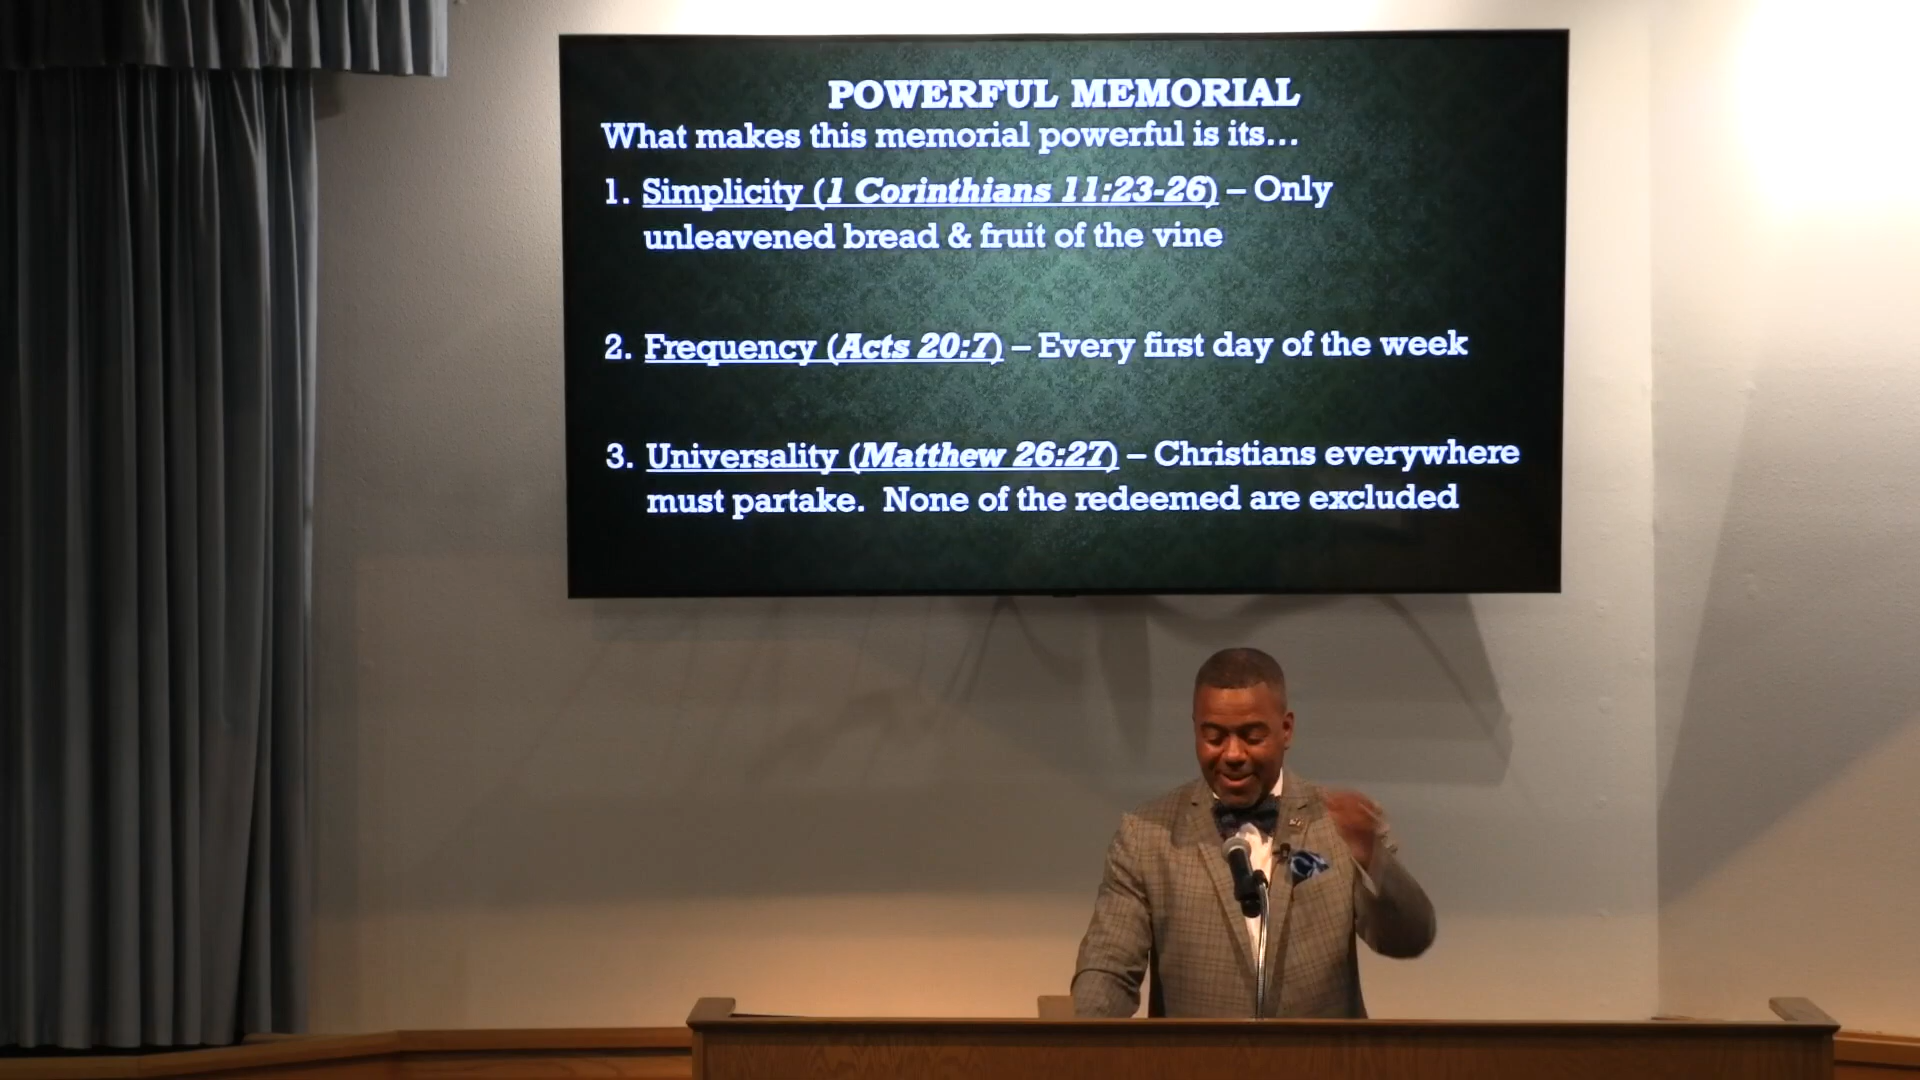 POWERFUL MEMORIAL
What makes this memorial powerful is its...
1. Simplicity (1 Corinthians 11:23-26) – Only
unleavened bread & fruit of the vine
2. Frequency (Acts 20:7) – Every first day of the week
3. Universality (Matthew 26:27) – Christians everywhere
must partake.  None of the redeemed are excluded